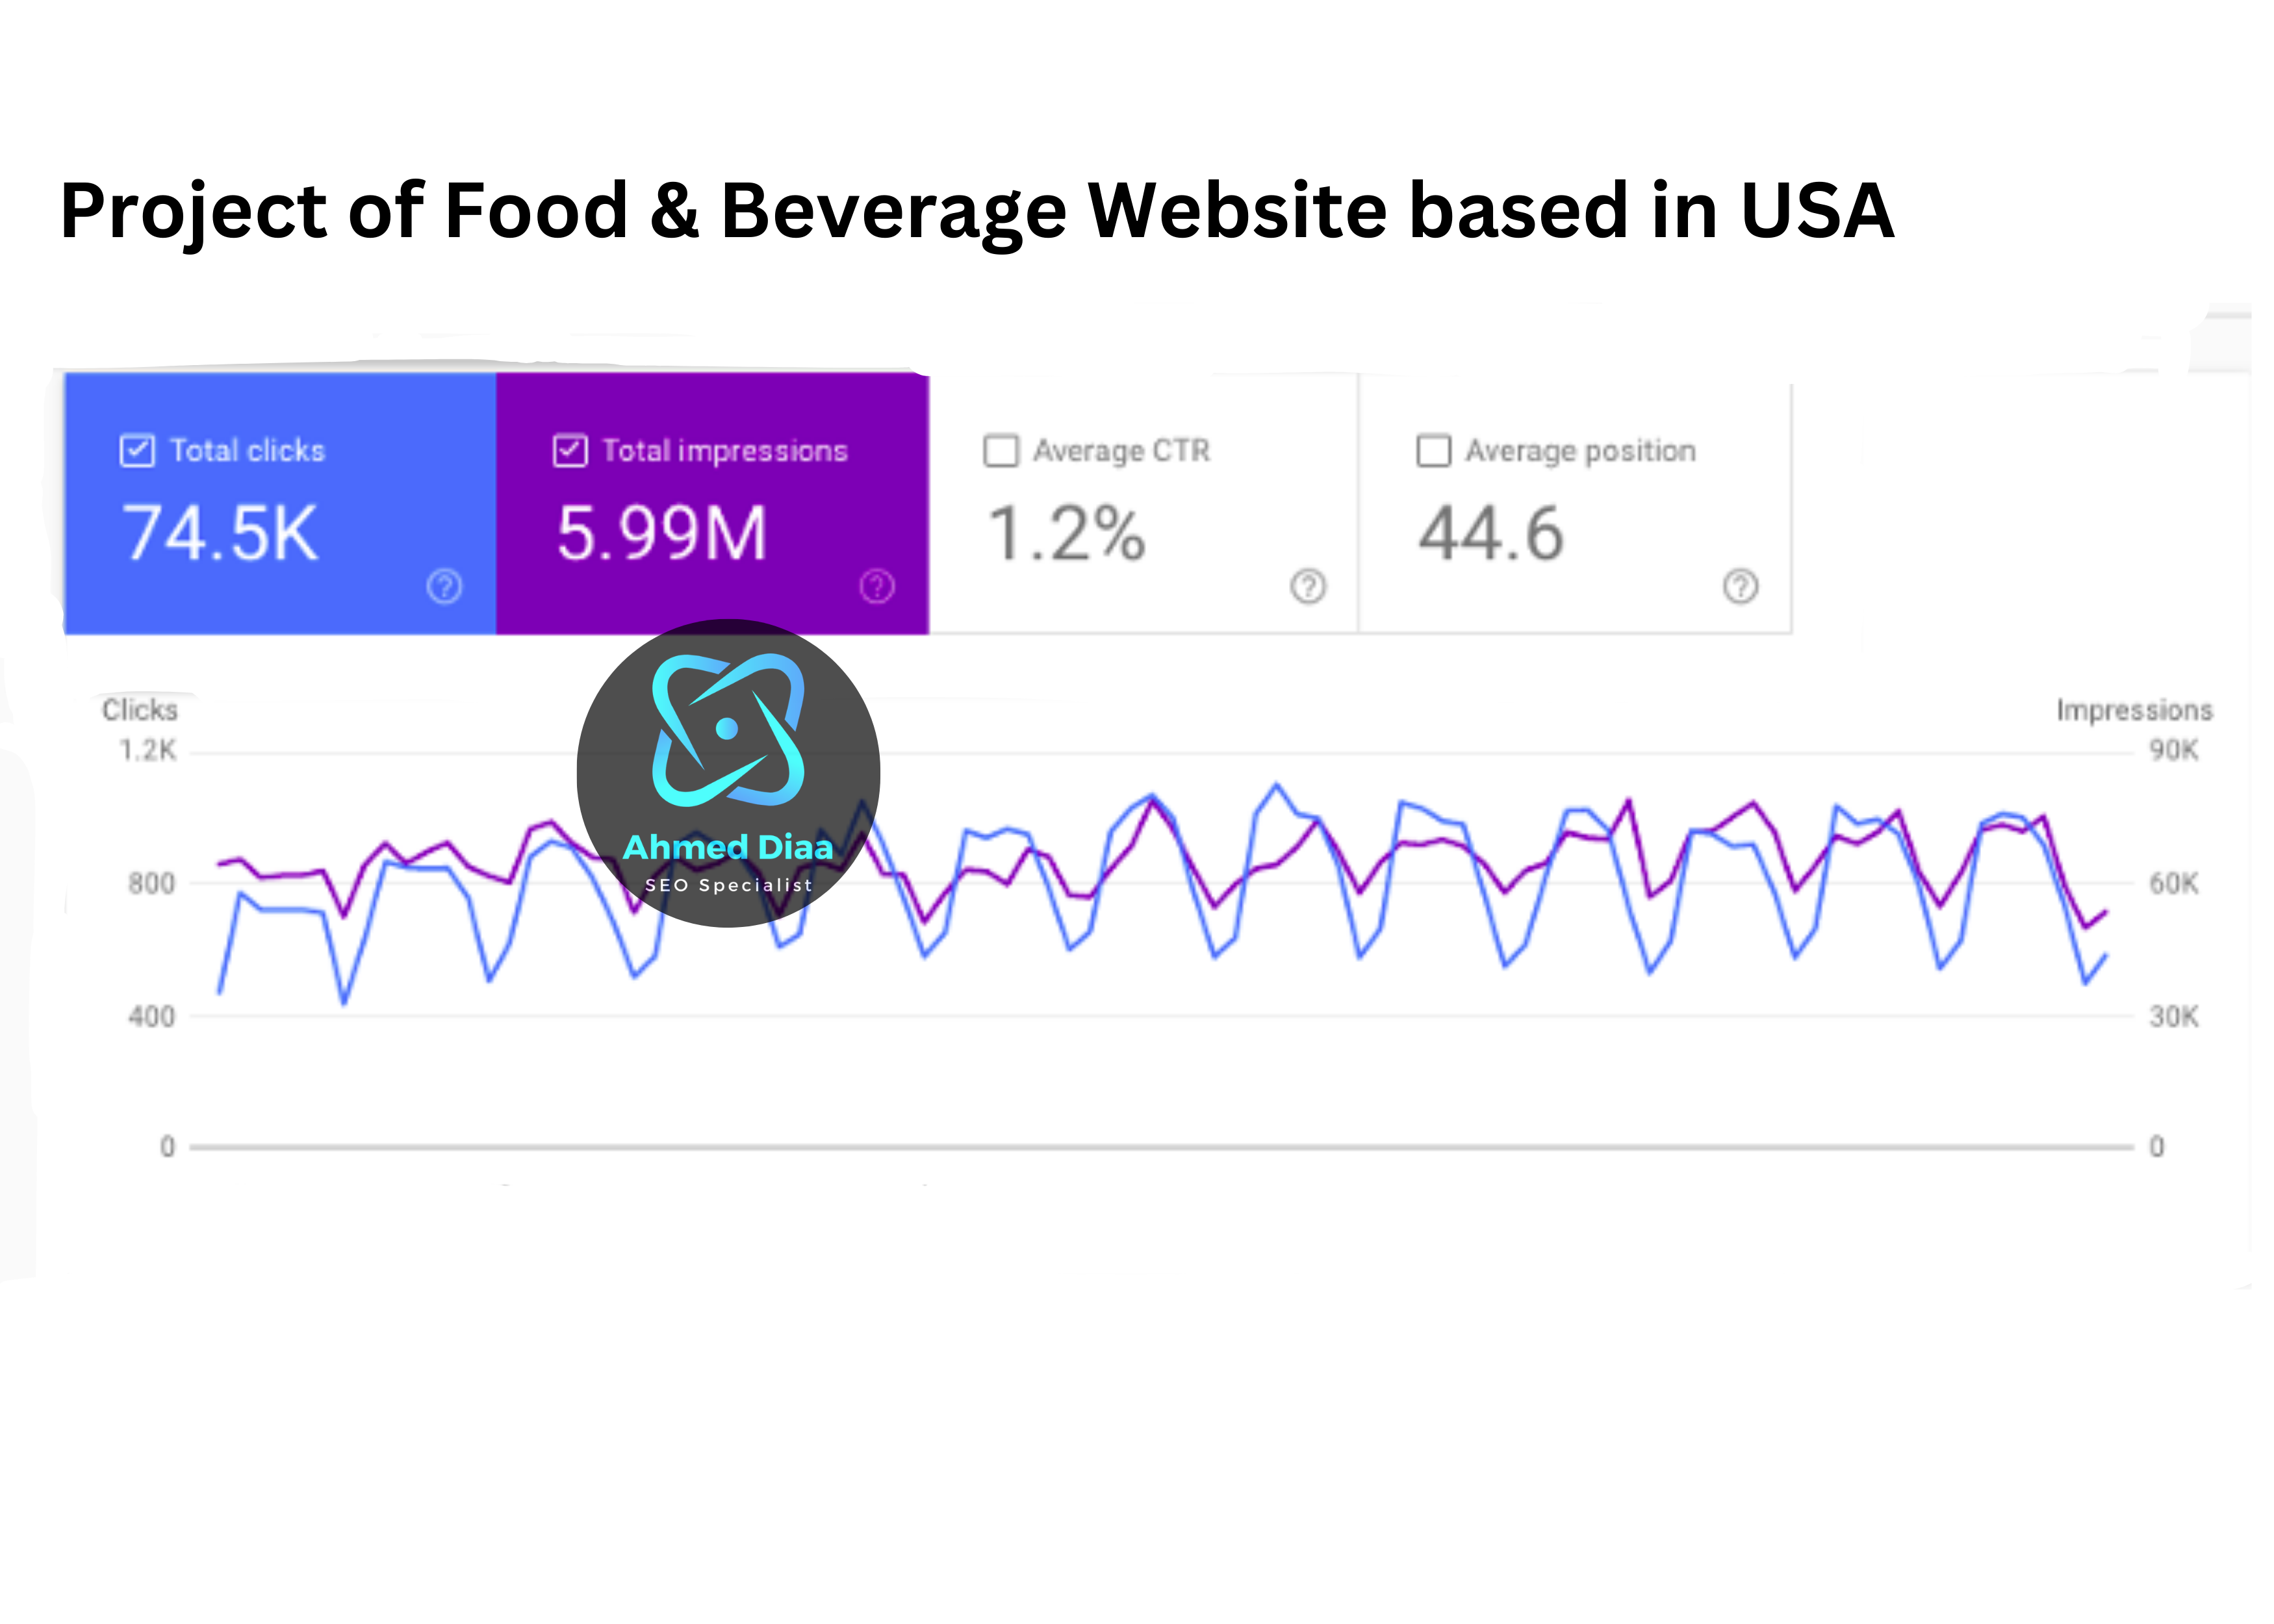 Project of Food & Beverage Website based in USA
Total clicks
74.5K
Total impressions
5.99M
Average CTR
1.2%
Average position
44.6
Clicks
Impressions
1.2K
90K
Ahmed Diaa
SEO Specialist
800
60K
400
30K
0
0